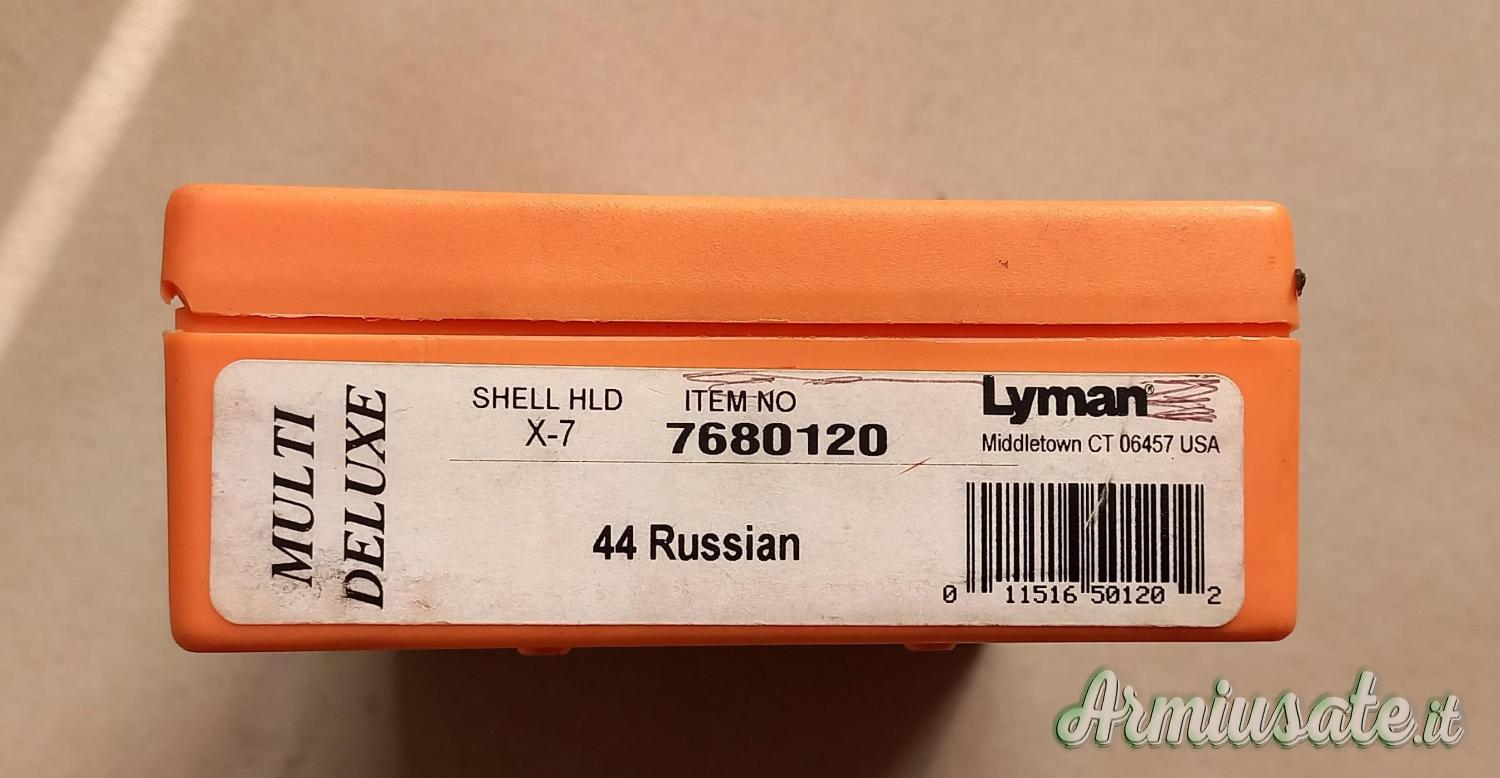 MULTI
DELUXE
SHELL HLD
X-7
ITEM NO
7680120
Lyman®
Middletown CT 06457 USA
44 Russian
0 11516 50120 2
Armiusate.it